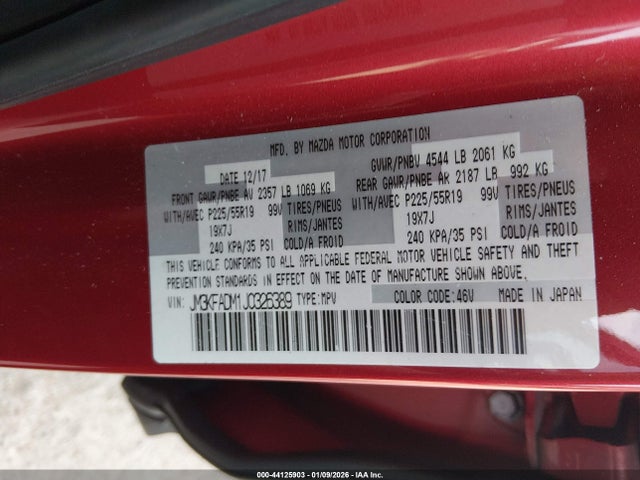 MFD. BY MAZDA MOTOR CORPORATION
DATE 12/17 GVWR/PNBV 4544 LB 2061 KG
FRONT GAWR/PNBE AV 2357 LB 1069 KG REAR GAWR/PNBE AR 2187 LB 992 KG
WITH/AVEC P225/55R19 99V TIRES/PNEUS WITH/AVEC P225/55R19 99V TIRES/PNEUS
19X7J RIMS/JANTES 19X7J RIMS/JANTES
240 KPA/35 PSI COLD/A FROID 240 KPA/35 PSI COLD/A FROID
THIS VEHICLE CONFORMS TO ALL APPLICABLE FEDERAL MOTOR VEHICLE SAFETY AND THEFT
PREVENTION STANDARDS IN EFFECT ON THE DATE OF MANUFACTURE SHOWN ABOVE.
VIN: JM3KFADM1J0325389 TYPE:MPV COLOR CODE:46V MADE IN JAPAN
000-44125903 | 01/09/2026 | IAA Inc.